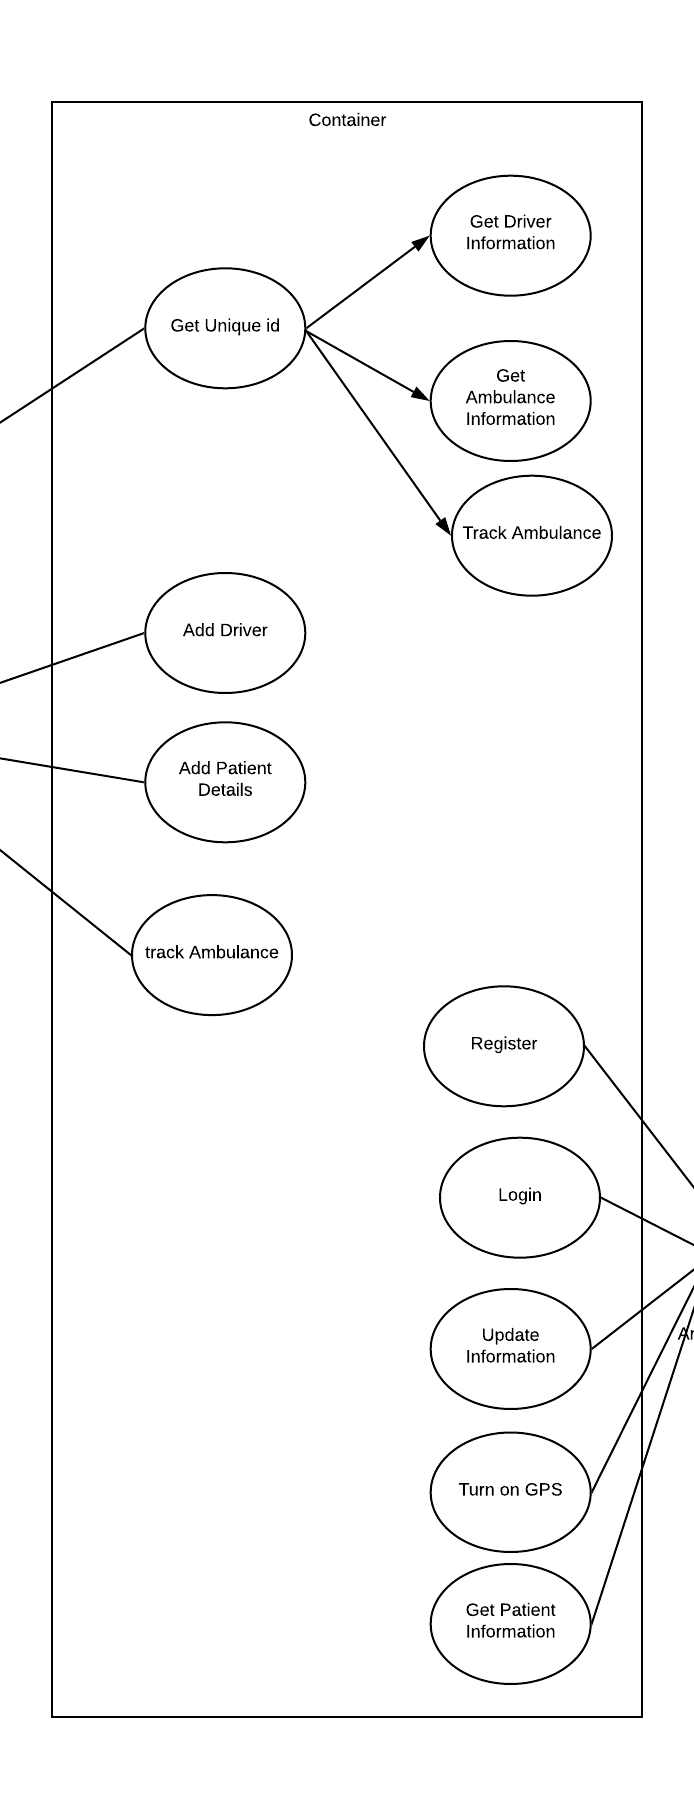 Container
Get Driver
Information
Get Unique id
Get
Ambulance
Information
Track Ambulance
Add Driver
Add Patient
Details
track Ambulance
Register
Login
Update
Information
Turn on GPS
Get Patient
Information